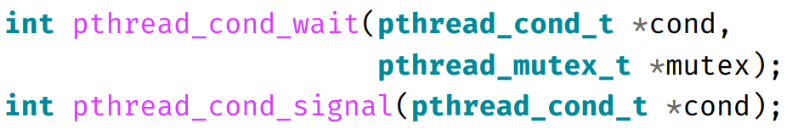 int pthread_cond_wait(pthread_cond_t *cond,
pthread_mutex_t *mutex);
int pthread_cond_signal(pthread_cond_t *cond);